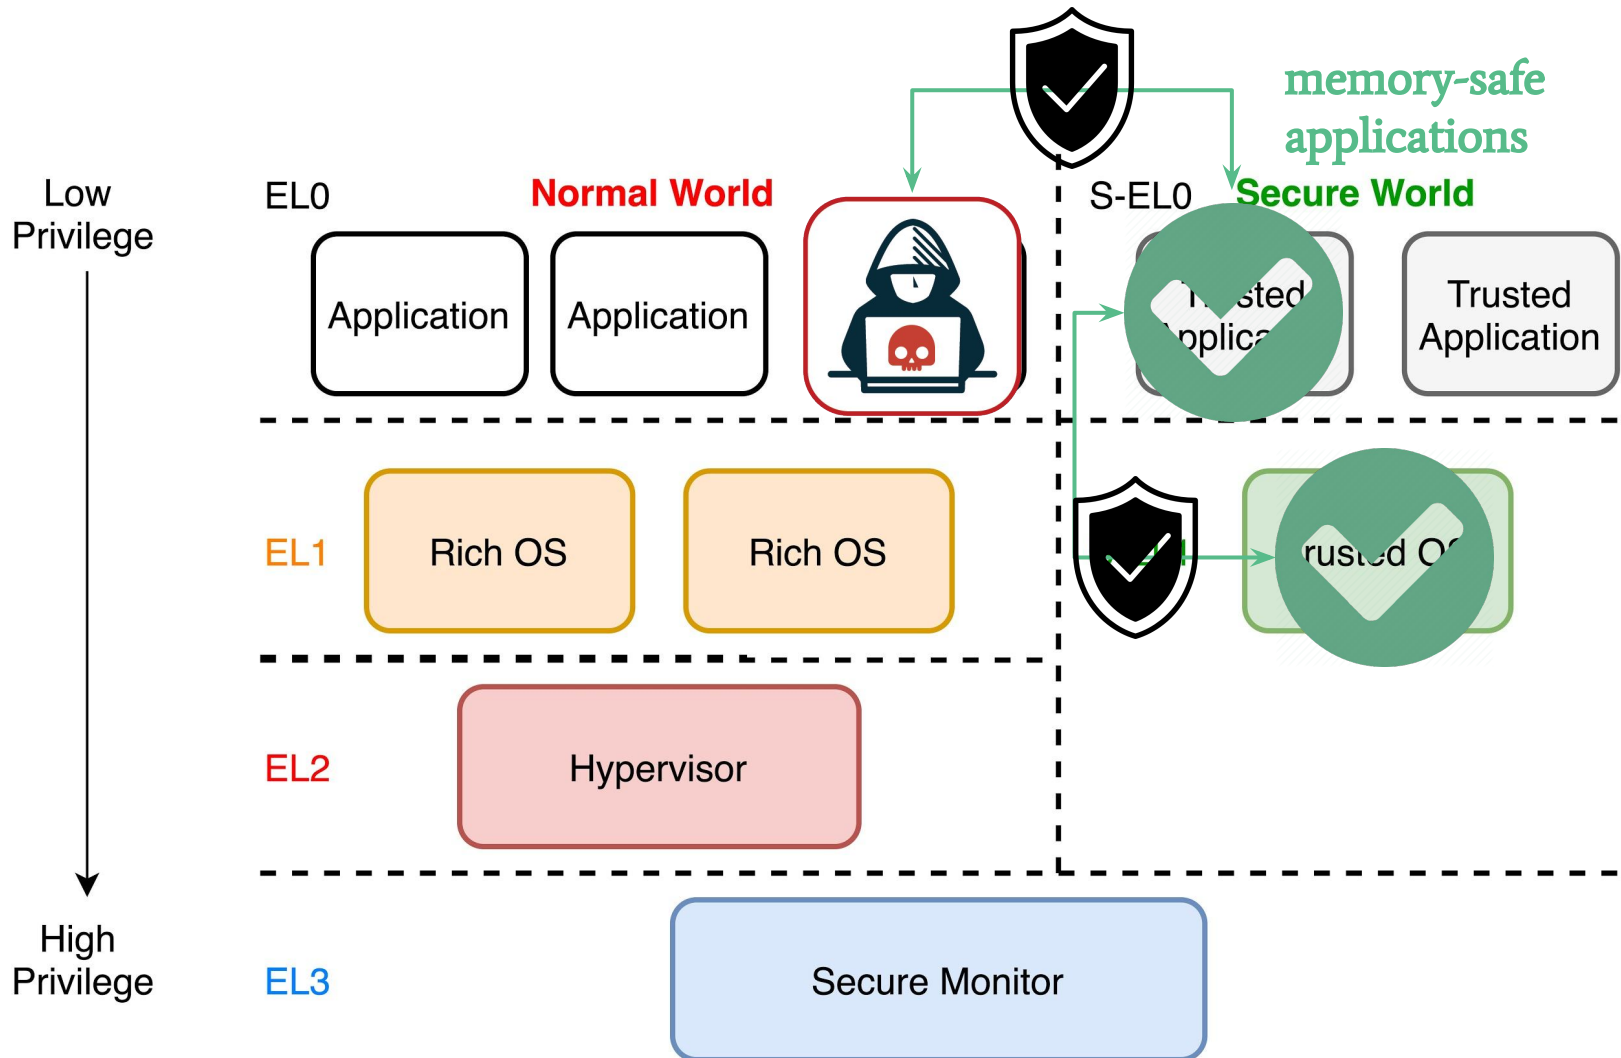 memory-safe
applications
Low
Privilege
EL0
Normal World
S-EL0
Secure World
Application
Application
Trusted
Trusted
Application
EL1
Rich OS
Rich OS
EL2
Hypervisor
High
Privilege
EL3
Secure Monitor